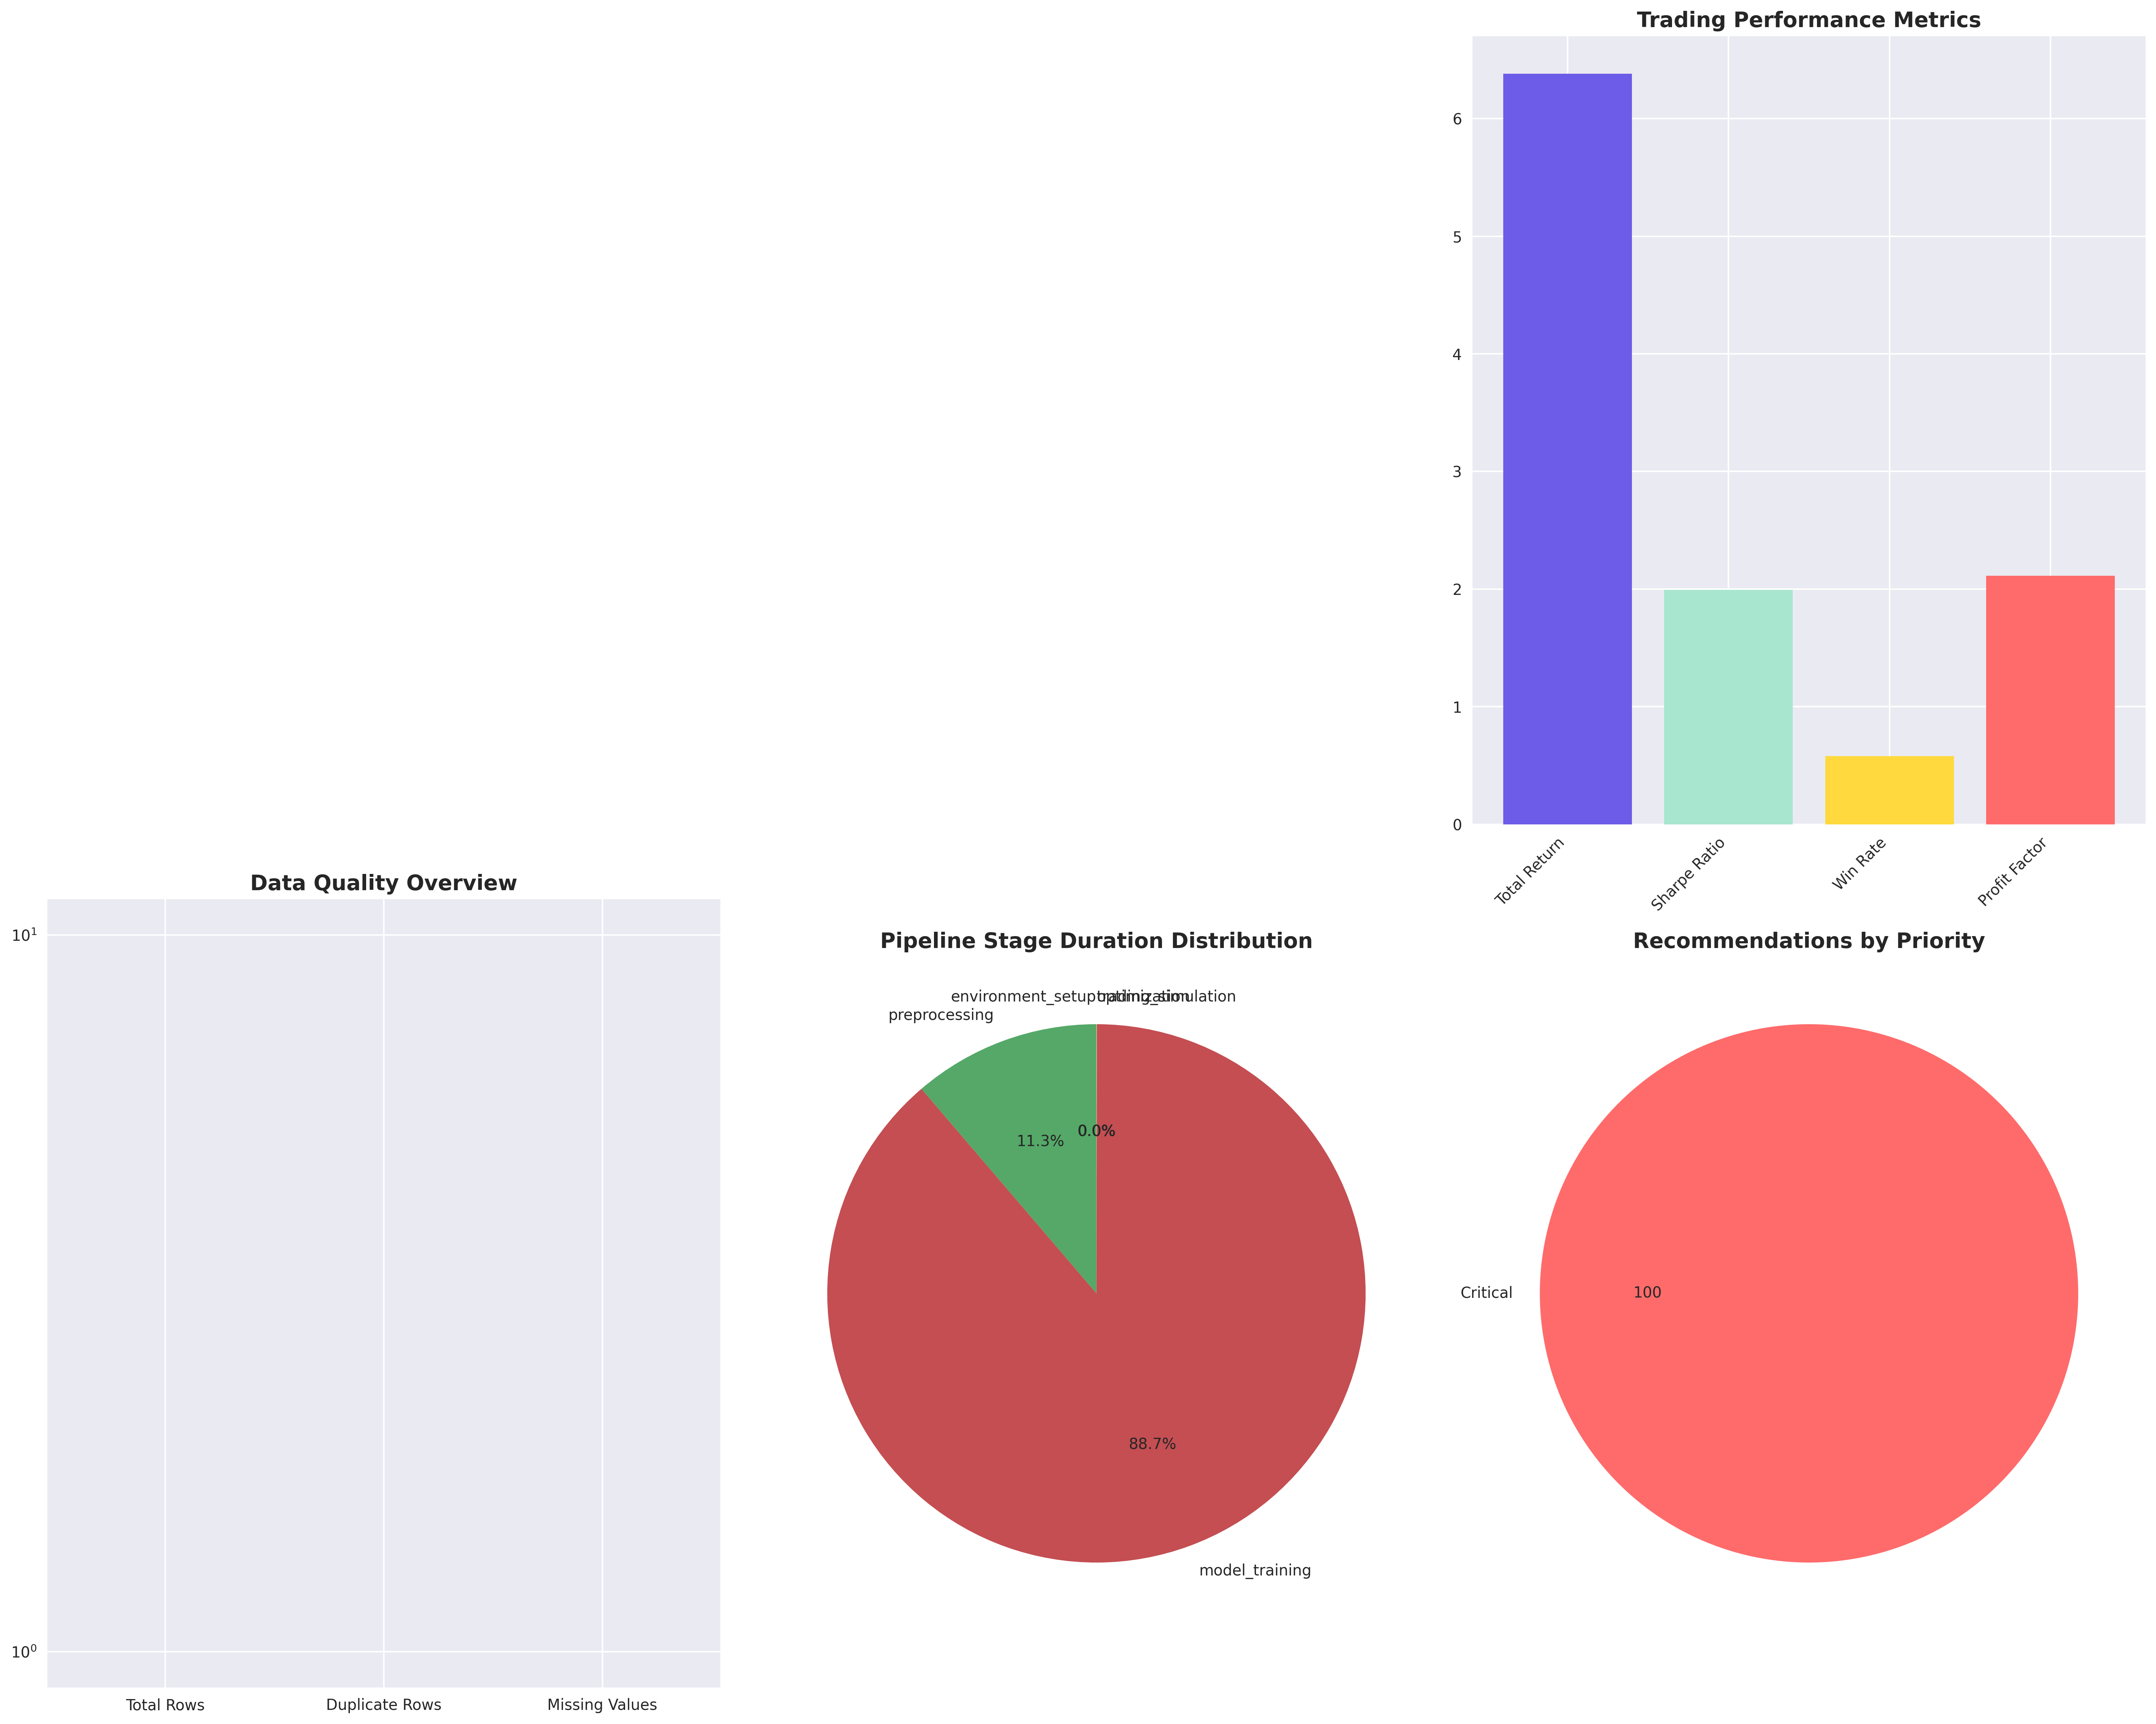 Trading Performance Metrics
6
5
4
3
2
1
0
Total Return
Sharpe Ratio
Win Rate
Profit Factor
Data Quality Overview
10¹
10⁰
Total Rows
Duplicate Rows
Missing Values
Pipeline Stage Duration Distribution
environment_setup
optimization
trading_simulation
preprocessing
0.0%
11.3%
88.7%
model_training
Recommendations by Priority
Critical
100